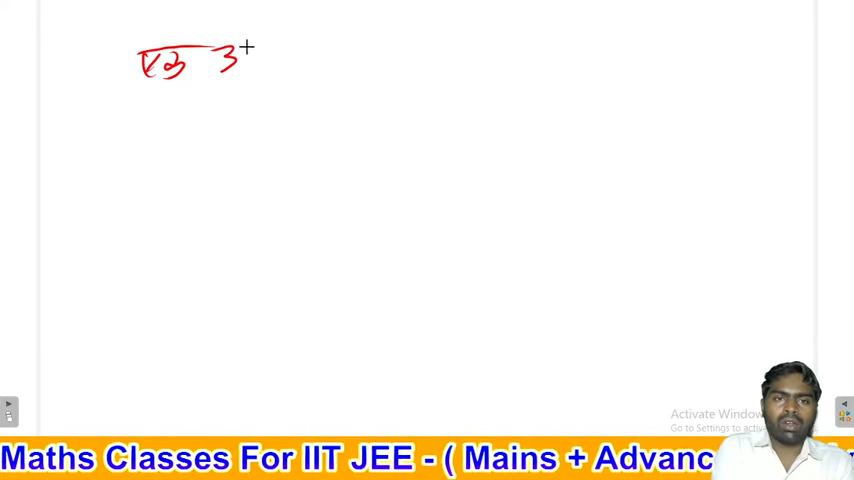 Activate Window
Go to Settings to activ
Maths Classes For IIT JEE - ( Mains + Advanc